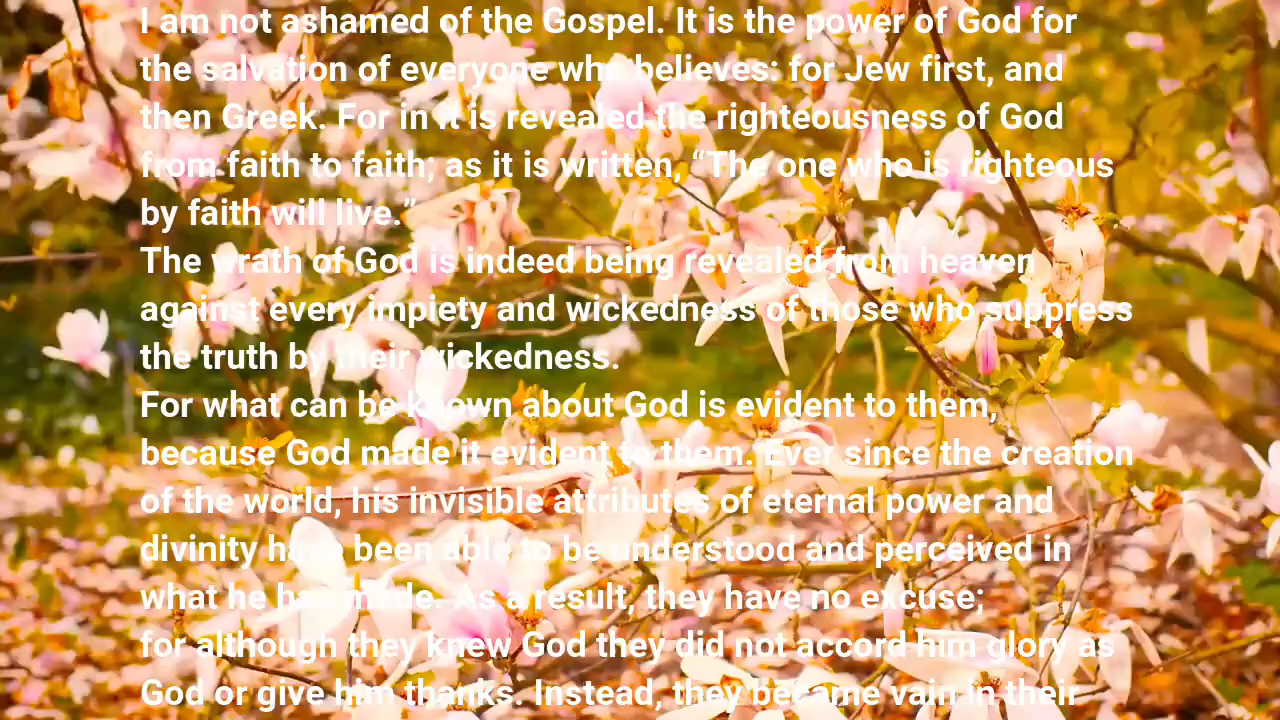 I am not ashamed of the Gospel. It is the power of God for
the salvation of everyone who believes: for Jew first, and
then Greek. For in it is revealed the righteousness of God
from faith to faith; as it is written, “The one who is righteous
by faith will live.”
The wrath of God is indeed being revealed from heaven
against every impiety and wickedness of those who suppress
the truth by their wickedness.
For what can be known about God is evident to them,
because God made it evident to them. Ever since the creation
of the world, his invisible attributes of eternal power and
divinity have been able to be understood and perceived in
what he has made. As a result, they have no excuse;
for although they knew God they did not accord him glory as
God or give him thanks. Instead, they became vain in their